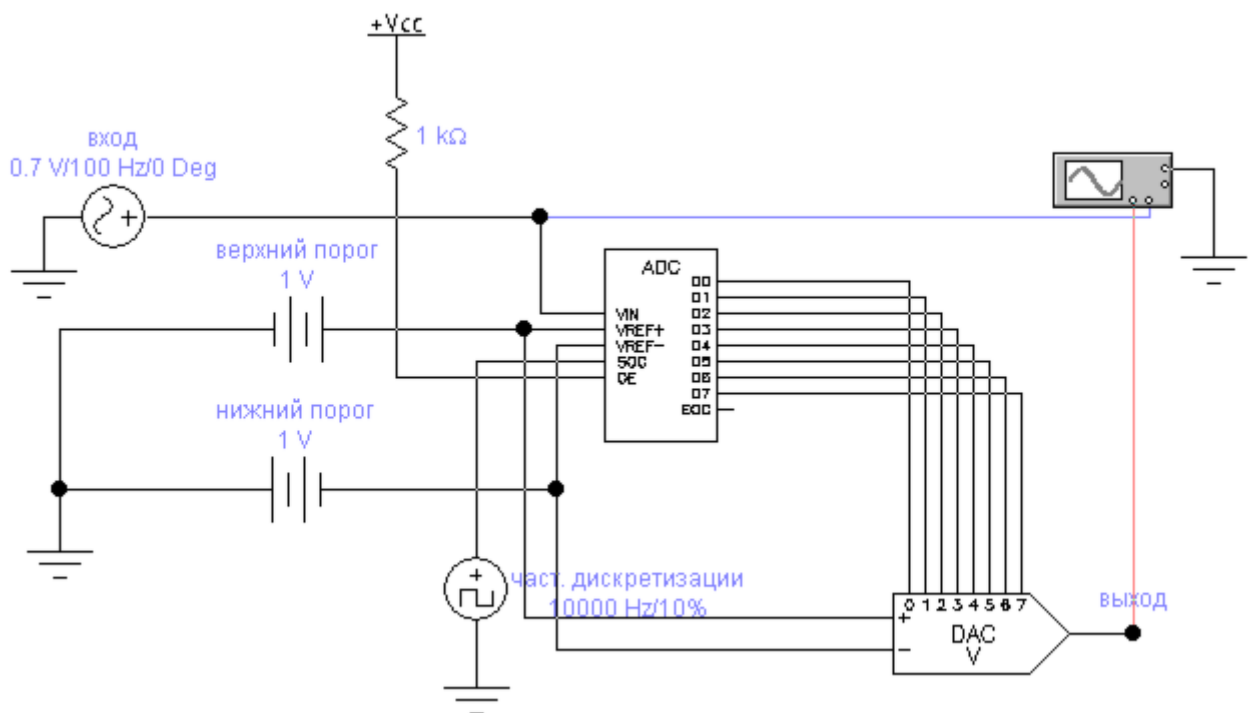 +Vcc
1 kΩ
вход
0.7 V/100 Hz/0 Deg
верхний порог
1 V
ADC
VIN
VREF+
VREF-
SOC
OE
D0
D1
D2
D3
D4
D5
D6
D7
EOC
нижний порог
1 V
част. дискретизации
10000 Hz/10%
0 1 2 3 4 5 6 7
+
DAC
-
V
выход